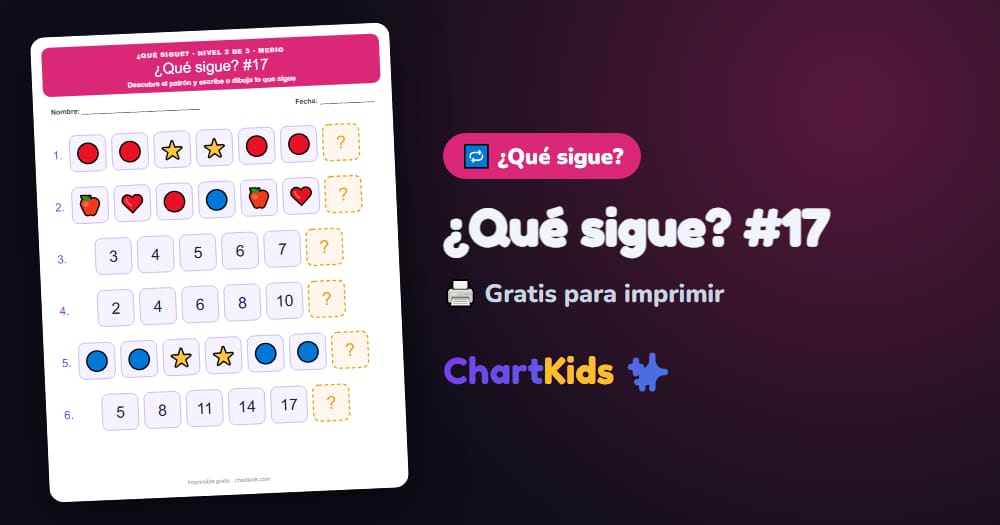 ¿QUÉ SIGUE? · NIVEL 2 DE 3 · MEDIO
¿Qué sigue? #17
Descubre el patrón y escribe o dibuja lo que sigue
Nombre: Fecha:
1. ?
2. ?
3. 3 4 5 6 7 ?
4. 2 4 6 8 10 ?
5. ?
6. 5 8 11 14 17 ?
Imprimible gratis · chartkids.com
¿Qué sigue?
¿Qué sigue? #17
Gratis para imprimir
ChartKids